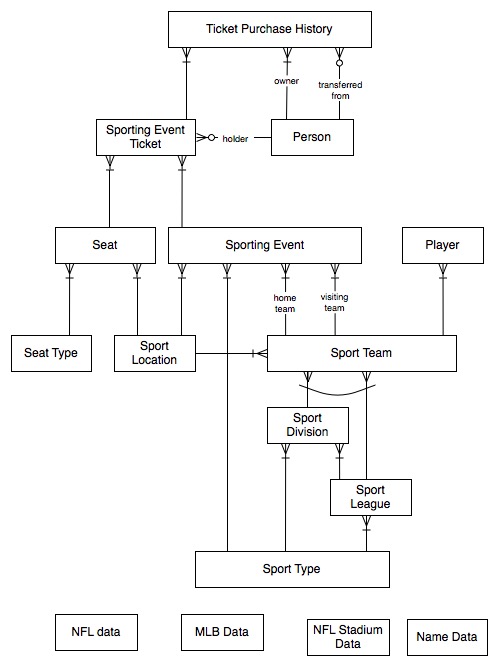 Ticket Purchase History
owner
transferred
from
Sporting Event
Ticket
holder
Person
Seat
Sporting Event
Player
home
team
visiting
team
Seat Type
Sport
Location
Sport Team
Sport
Division
Sport
League
Sport Type
NFL data
MLB Data
NFL Stadium
Data
Name Data